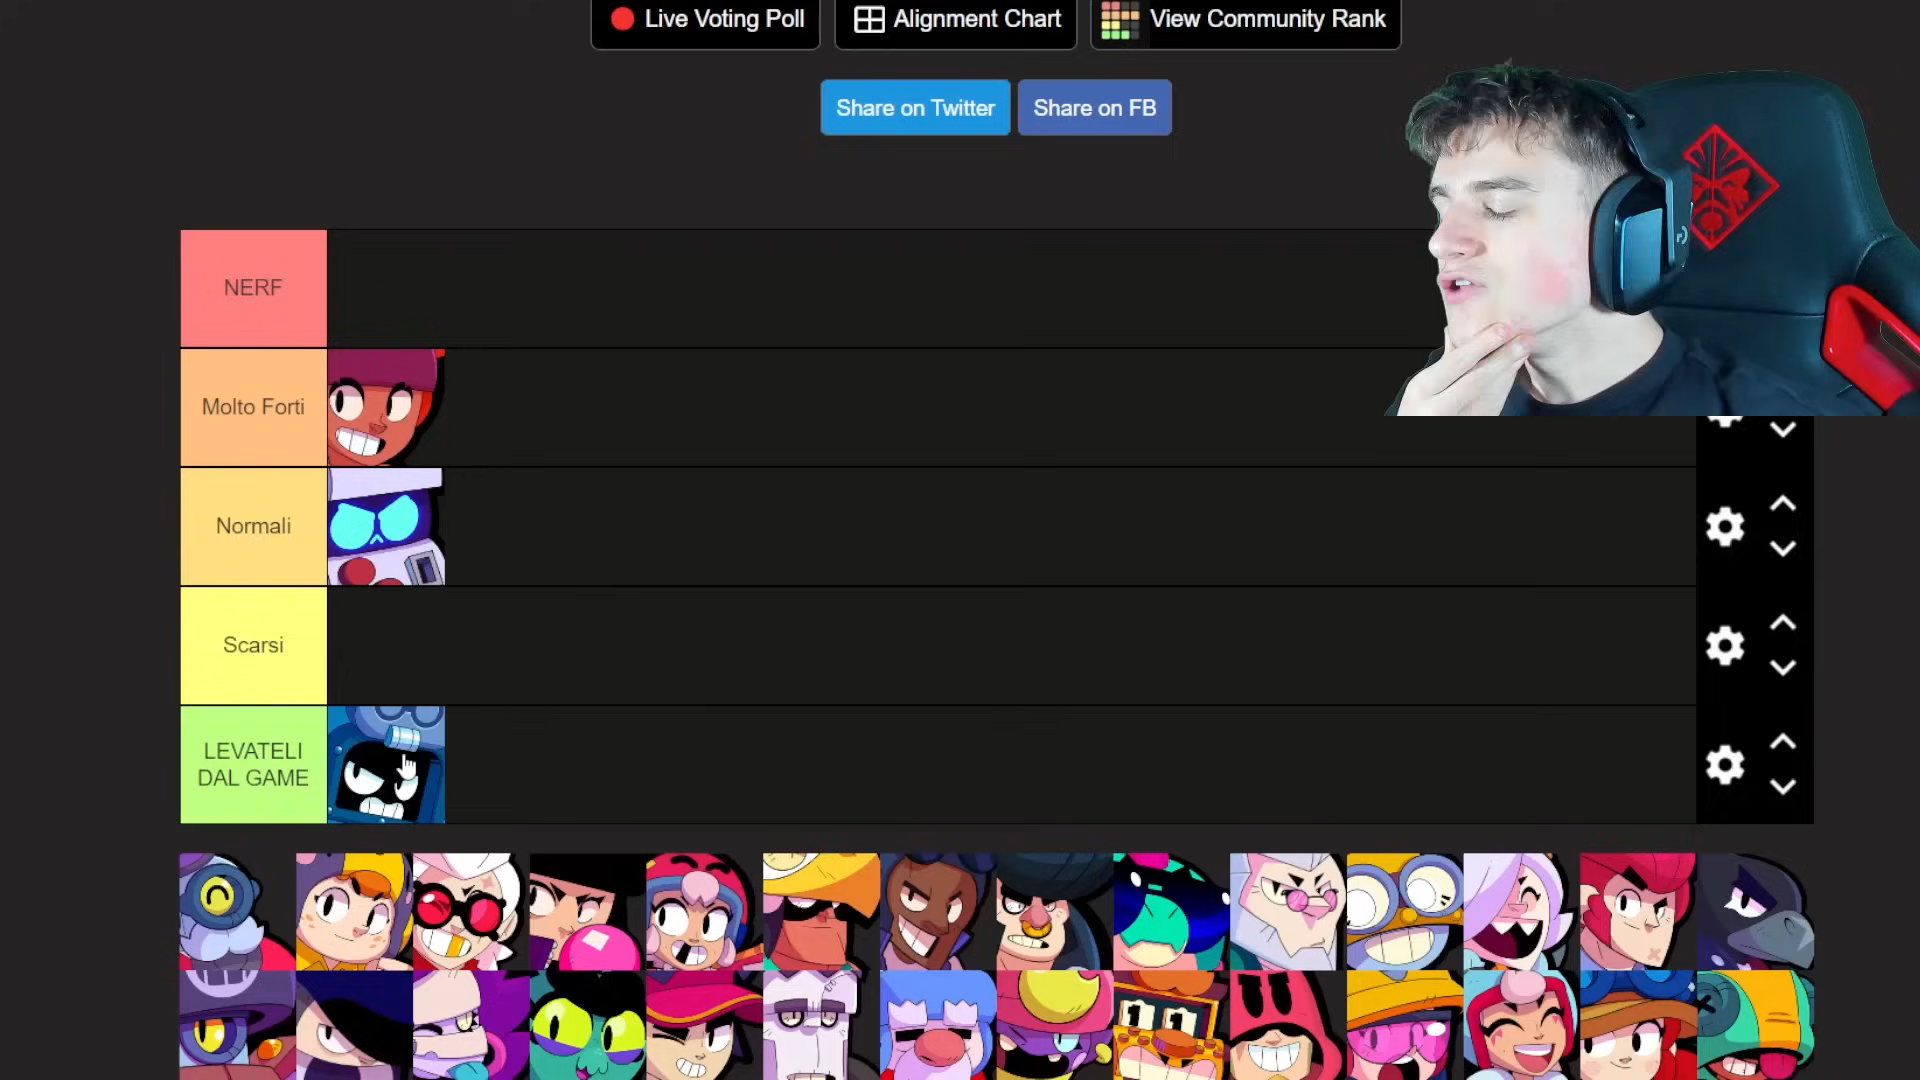 Live Voting Poll
Alignment Chart
View Community Rank
Share on Twitter
Share on FB
NERF
Molto Forti
Normali
Scarsi
LEVATELI
DAL GAME